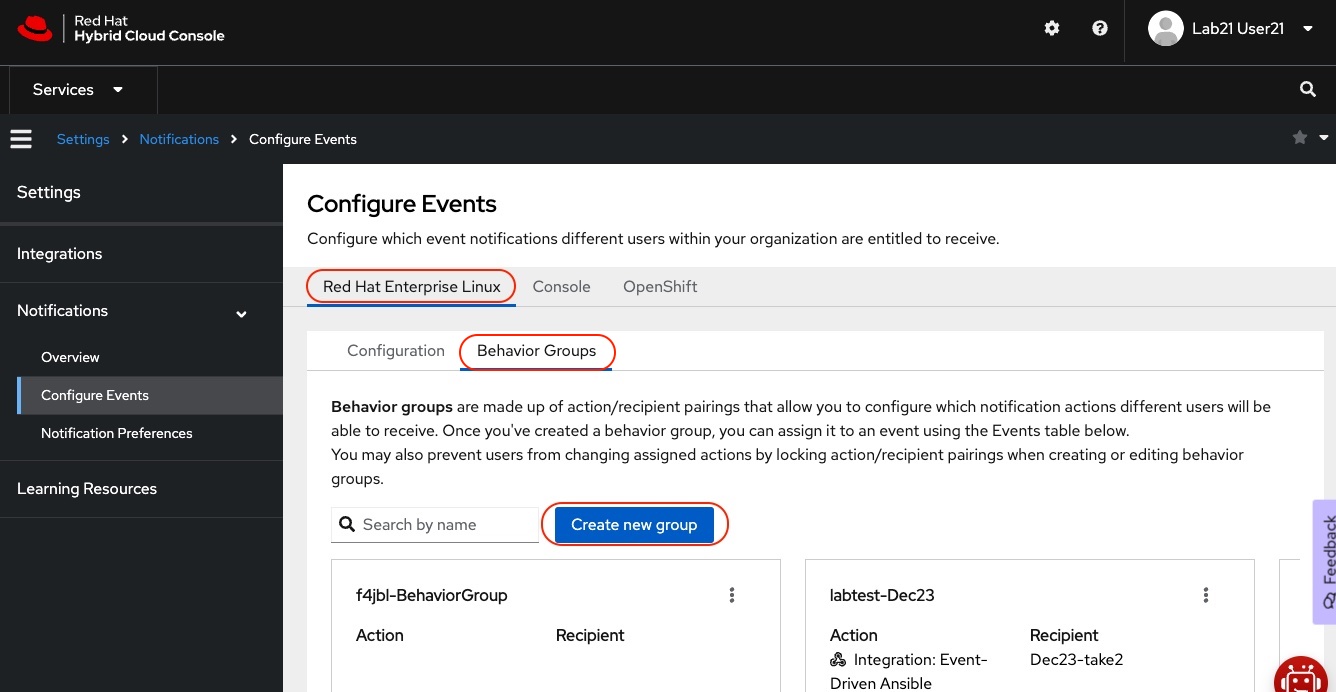 Red Hat
Hybrid Cloud Console
Lab21 User21
Services
Settings
Notifications
Configure Events
Settings
Integrations
Notifications
Overview
Configure Events
Notification Preferences
Learning Resources
Configure Events
Configure which event notifications different users within your organization are entitled to receive.
Red Hat Enterprise Linux
Console
OpenShift
Configuration
Behavior Groups
Behavior groups are made up of action/recipient pairings that allow you to configure which notification actions different users will be
able to receive. Once you've created a behavior group, you can assign it to an event using the Events table below.
You may also prevent users from changing assigned actions by locking action/recipient pairings when creating or editing behavior
groups.
Search by name
Create new group
f4jbl-BehaviorGroup
Action
Recipient
labtest-Dec23
Action
Recipient
Integration: Event-
Dec23-take2
Driven Ansible
Feedback